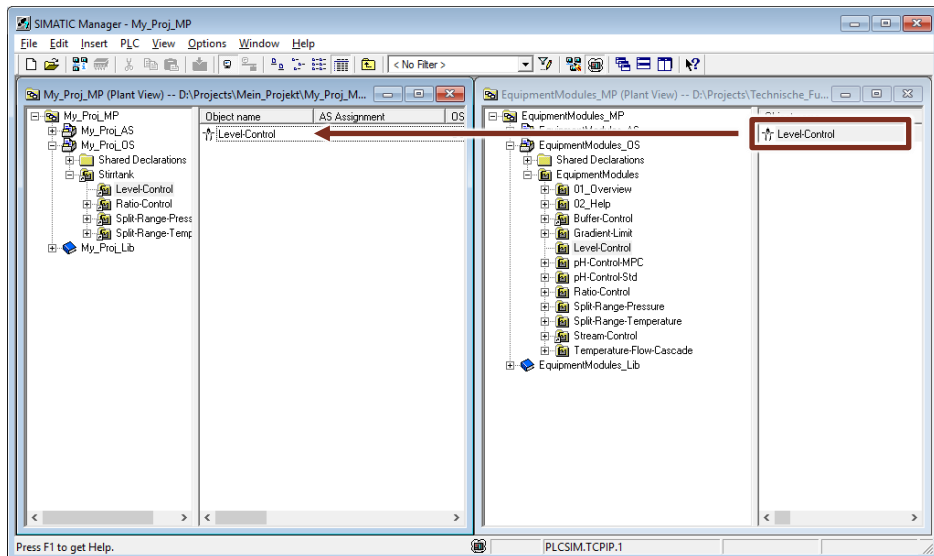 SIMATIC Manager - My_Proj_MP
File Edit Insert PLC View Options Window Help
< No Filter >
My_Proj_MP (Plant View) -- D:\Projects\Mein_Projekt\My_Proj_M...
My_Proj_MP
My_Proj_AS
My_Proj_OS
Shared Declarations
Stirrtank
Level-Control
Ratio-Control
Split-Range-Press
Split-Range-Temp
My_Proj_Lib
Object name AS Assignment OS
Level-Control
EquipmentModules_MP (Plant View) -- D:\Projects\Technische_Fu...
EquipmentModules_MP
EquipmentModules_OS
Shared Declarations
EquipmentModules
01_Overview
02_Help
Buffer-Control
Gradient-Limit
Level-Control
pH-Control-MPC
pH-Control-Std
Ratio-Control
Split-Range-Pressure
Split-Range-Temperature
Stream-Control
Temperature-Flow-Cascade
EquipmentModules_Lib
Level-Control
Press F1 to get Help.
PLCSIM.TCPIP.1